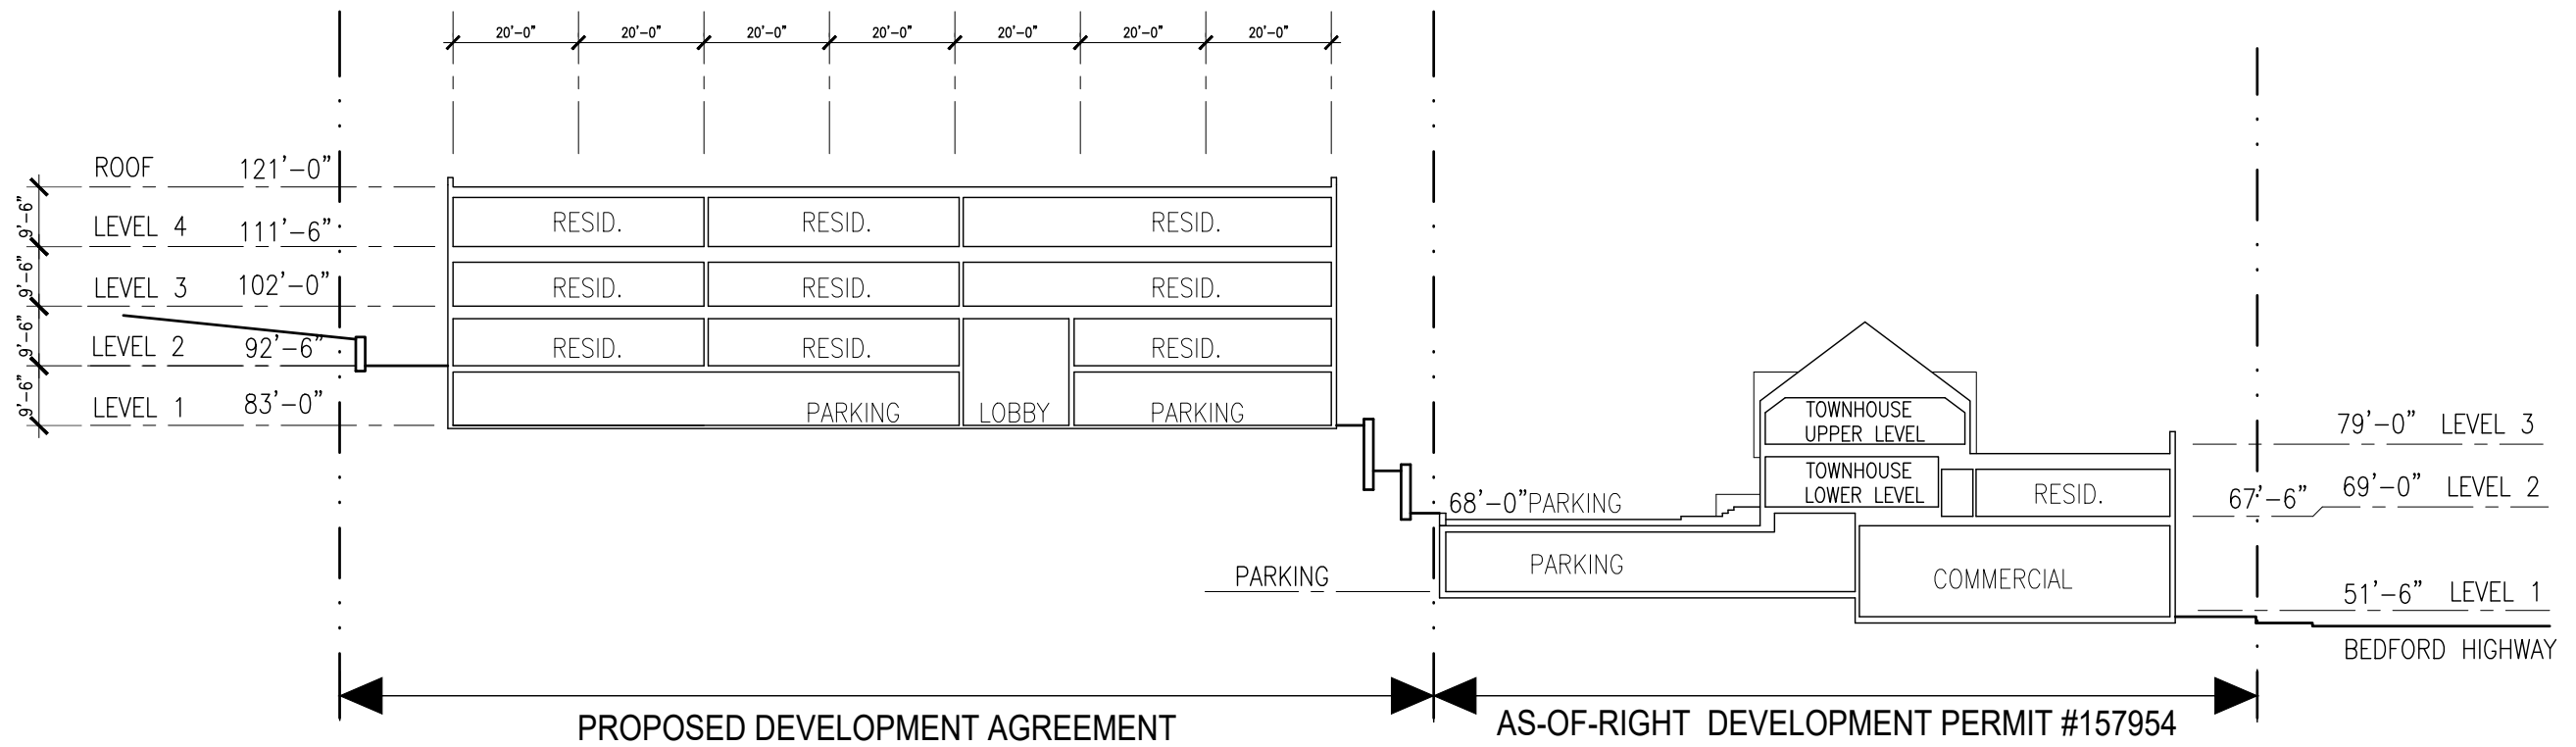 20'-0" 20'-0" 20'-0" 20'-0" 20'-0" 20'-0" 20'-0"
ROOF 121'-0"
9'-6"
LEVEL 4 111'-6"
9'-6"
LEVEL 3 102'-0"
9'-6"
LEVEL 2 92'-6"
9'-6"
LEVEL 1 83'-0"
RESID. RESID. RESID.
RESID. RESID. RESID.
RESID. RESID. RESID.
PARKING LOBBY PARKING
TOWNHOUSE
UPPER LEVEL
79'-0" LEVEL 3
TOWNHOUSE
LOWER LEVEL
RESID.
67'-6" 69'-0" LEVEL 2
68'-0" PARKING
PARKING
PARKING
COMMERCIAL
51'-6" LEVEL 1
BEDFORD HIGHWAY
PROPOSED DEVELOPMENT AGREEMENT
AS-OF-RIGHT DEVELOPMENT PERMIT #157954